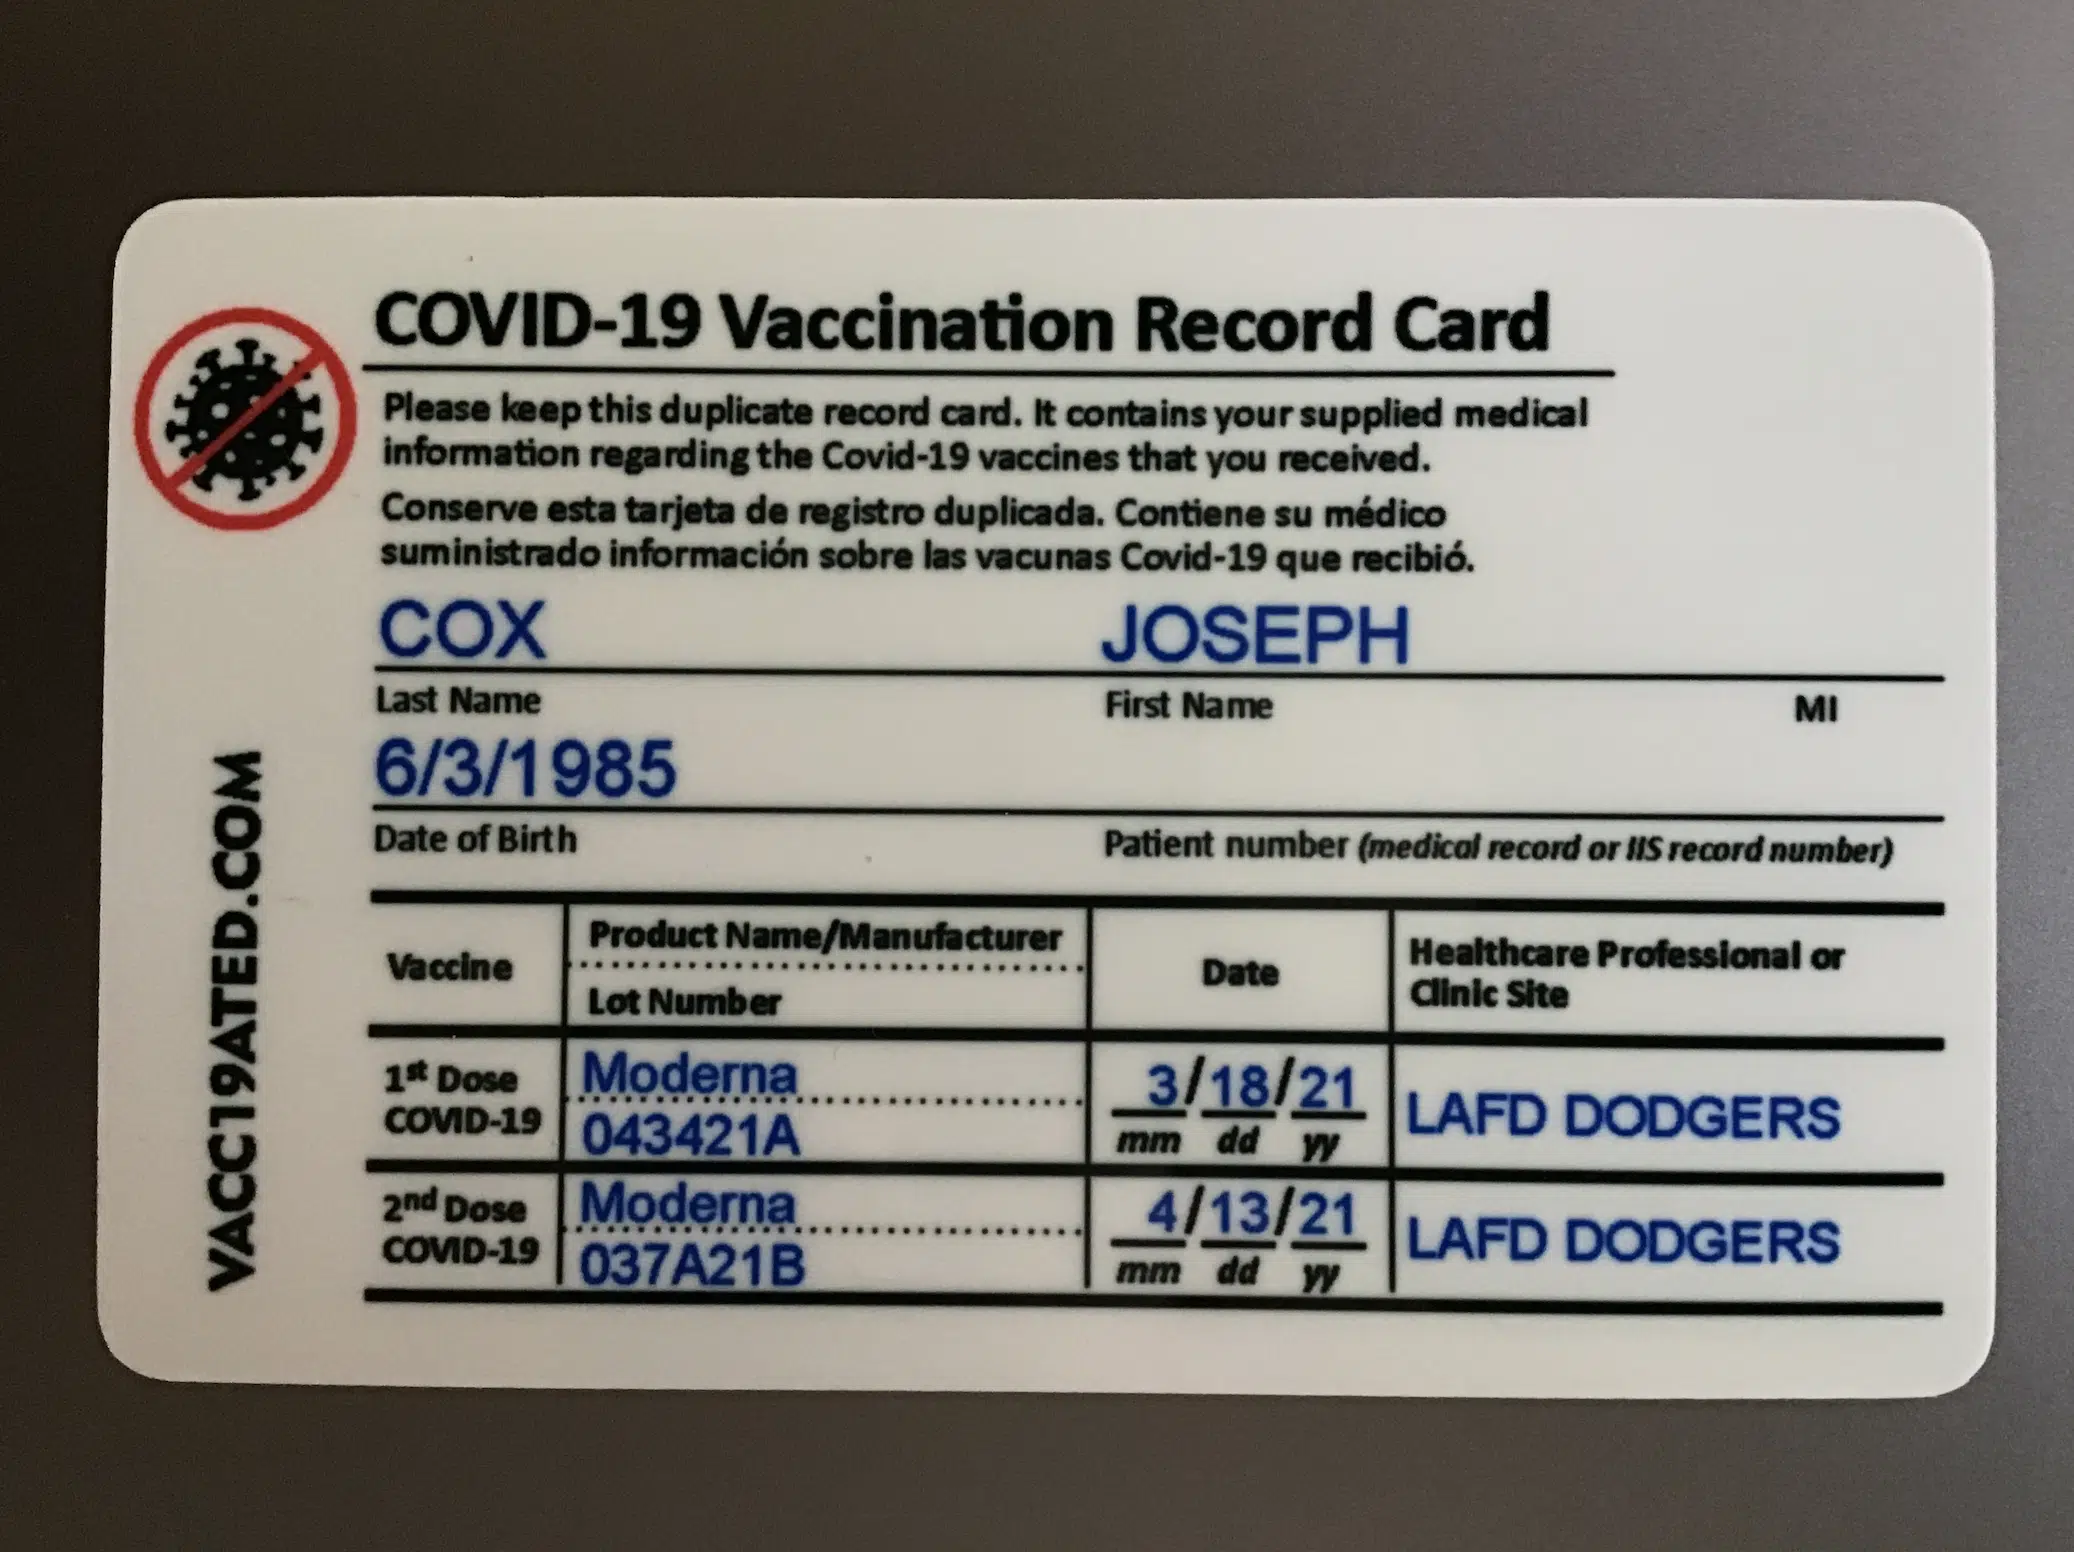 COVID-19 Vaccination Record Card
Please keep this duplicate record card. It contains your supplied medical
information regarding the Covid-19 vaccines that you received.
Conserve esta tarjeta de registro duplicada. Contiene su médico
suministrado información sobre las vacunas Covid-19 que recibió.
COX JOSEPH
Last Name First Name MI
6/3/1985
Date of Birth Patient number (medical record or IIS record number)
Vaccine Product Name/Manufacturer Date Healthcare Professional or
Lot Number Clinic Site
1st Dose Moderna 3/18/21 LAFD DODGERS
COVID-19 043421A mm dd yy
2nd Dose Moderna 4/13/21 LAFD DODGERS
COVID-19 037A21B mm dd yy
VACC19ATED.COM